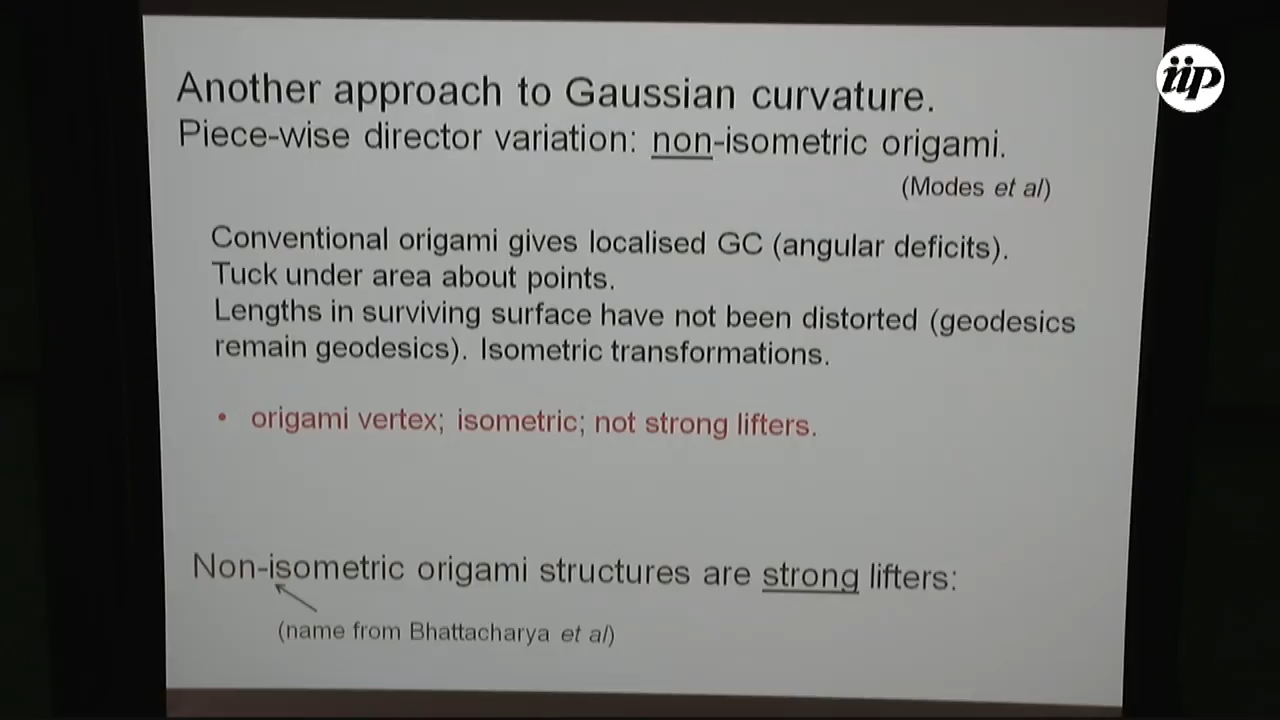 iip
Another approach to Gaussian curvature.
Piece-wise director variation: non-isometric origami.
(Modes et al)
Conventional origami gives localised GC (angular deficits).
Tuck under area about points.
Lengths in surviving surface have not been distorted (geodesics
remain geodesics). Isometric transformations.
• origami vertex; isometric; not strong lifters.
Non-isometric origami structures are strong lifters:
(name from Bhattacharya et al)